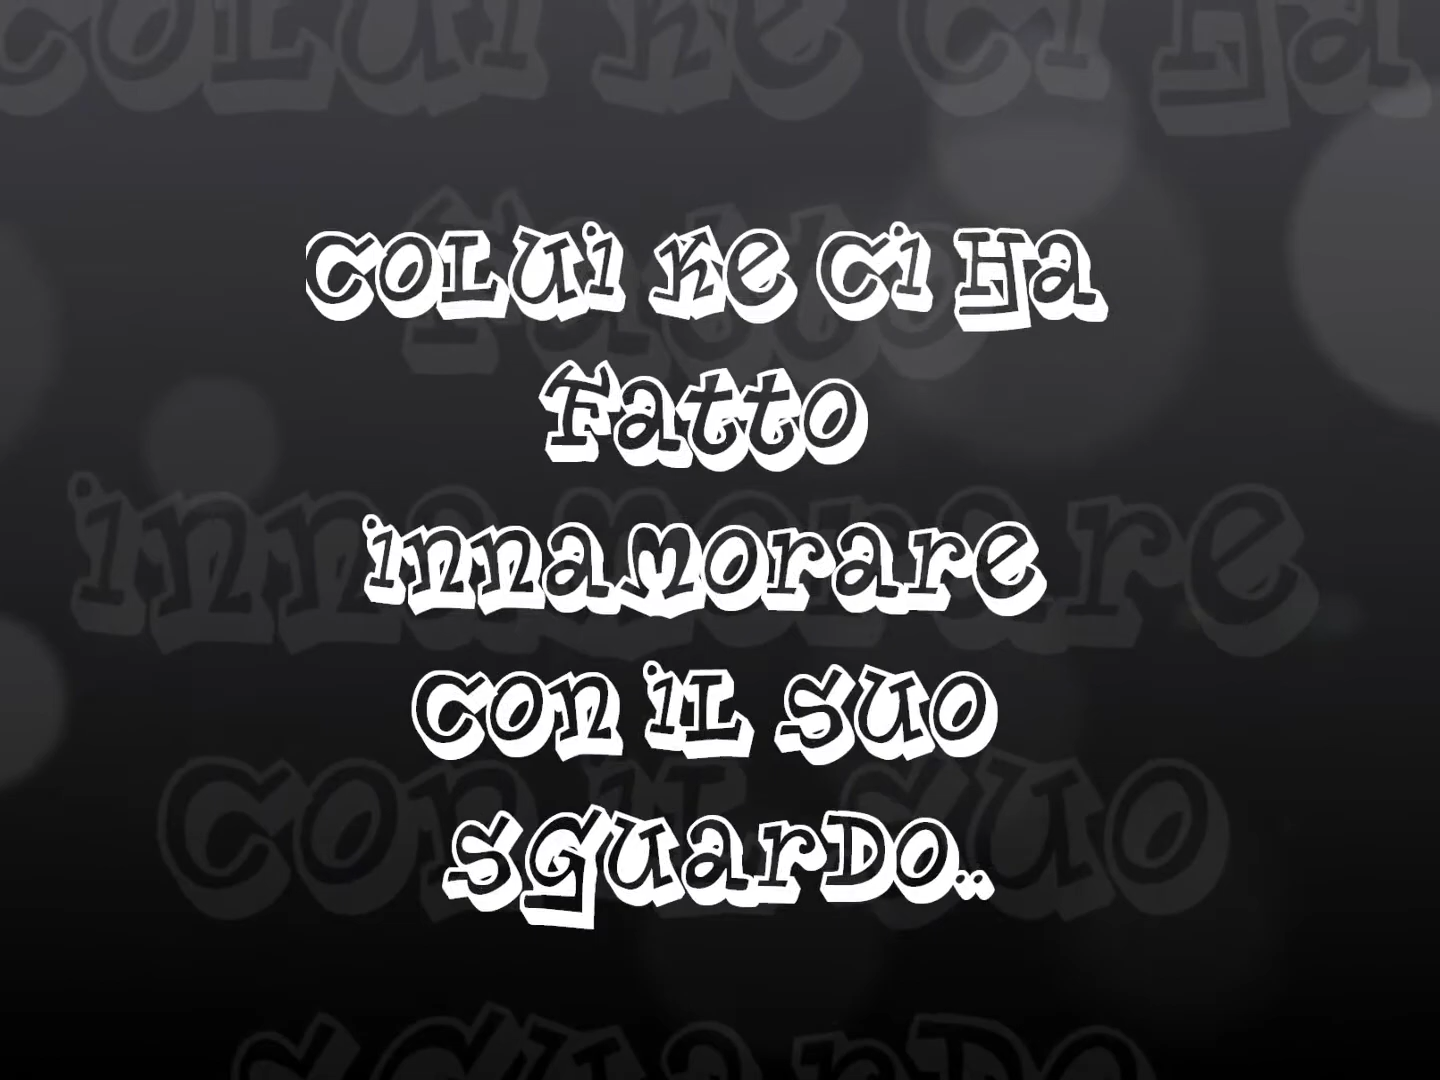 Colui ke ci ha
fatto
innamorare
con il suo
sguardo..